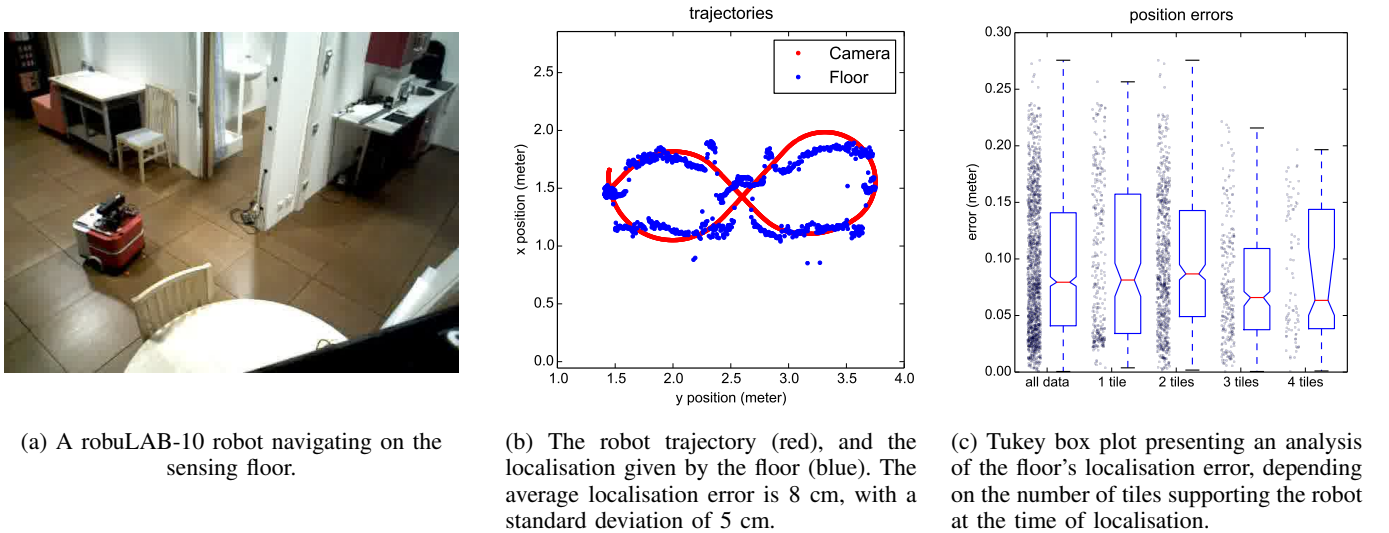 trajectories
Camera
Floor
2.5
2.0
1.5
1.0
0.5
0.0
x position (meter)
1.0 1.5 2.0 2.5 3.0 3.5 4.0
y position (meter)
position errors
0.30
0.25
0.20
0.15
0.10
0.05
0.00
error (meter)
all data 1 tile 2 tiles 3 tiles 4 tiles
(a) A robuLAB-10 robot navigating on the
sensing floor.
(b) The robot trajectory (red), and the
localisation given by the floor (blue). The
average localisation error is 8 cm, with a
standard deviation of 5 cm.
(c) Tukey box plot presenting an analysis
of the floor's localisation error, depending
on the number of tiles supporting the robot
at the time of localisation.